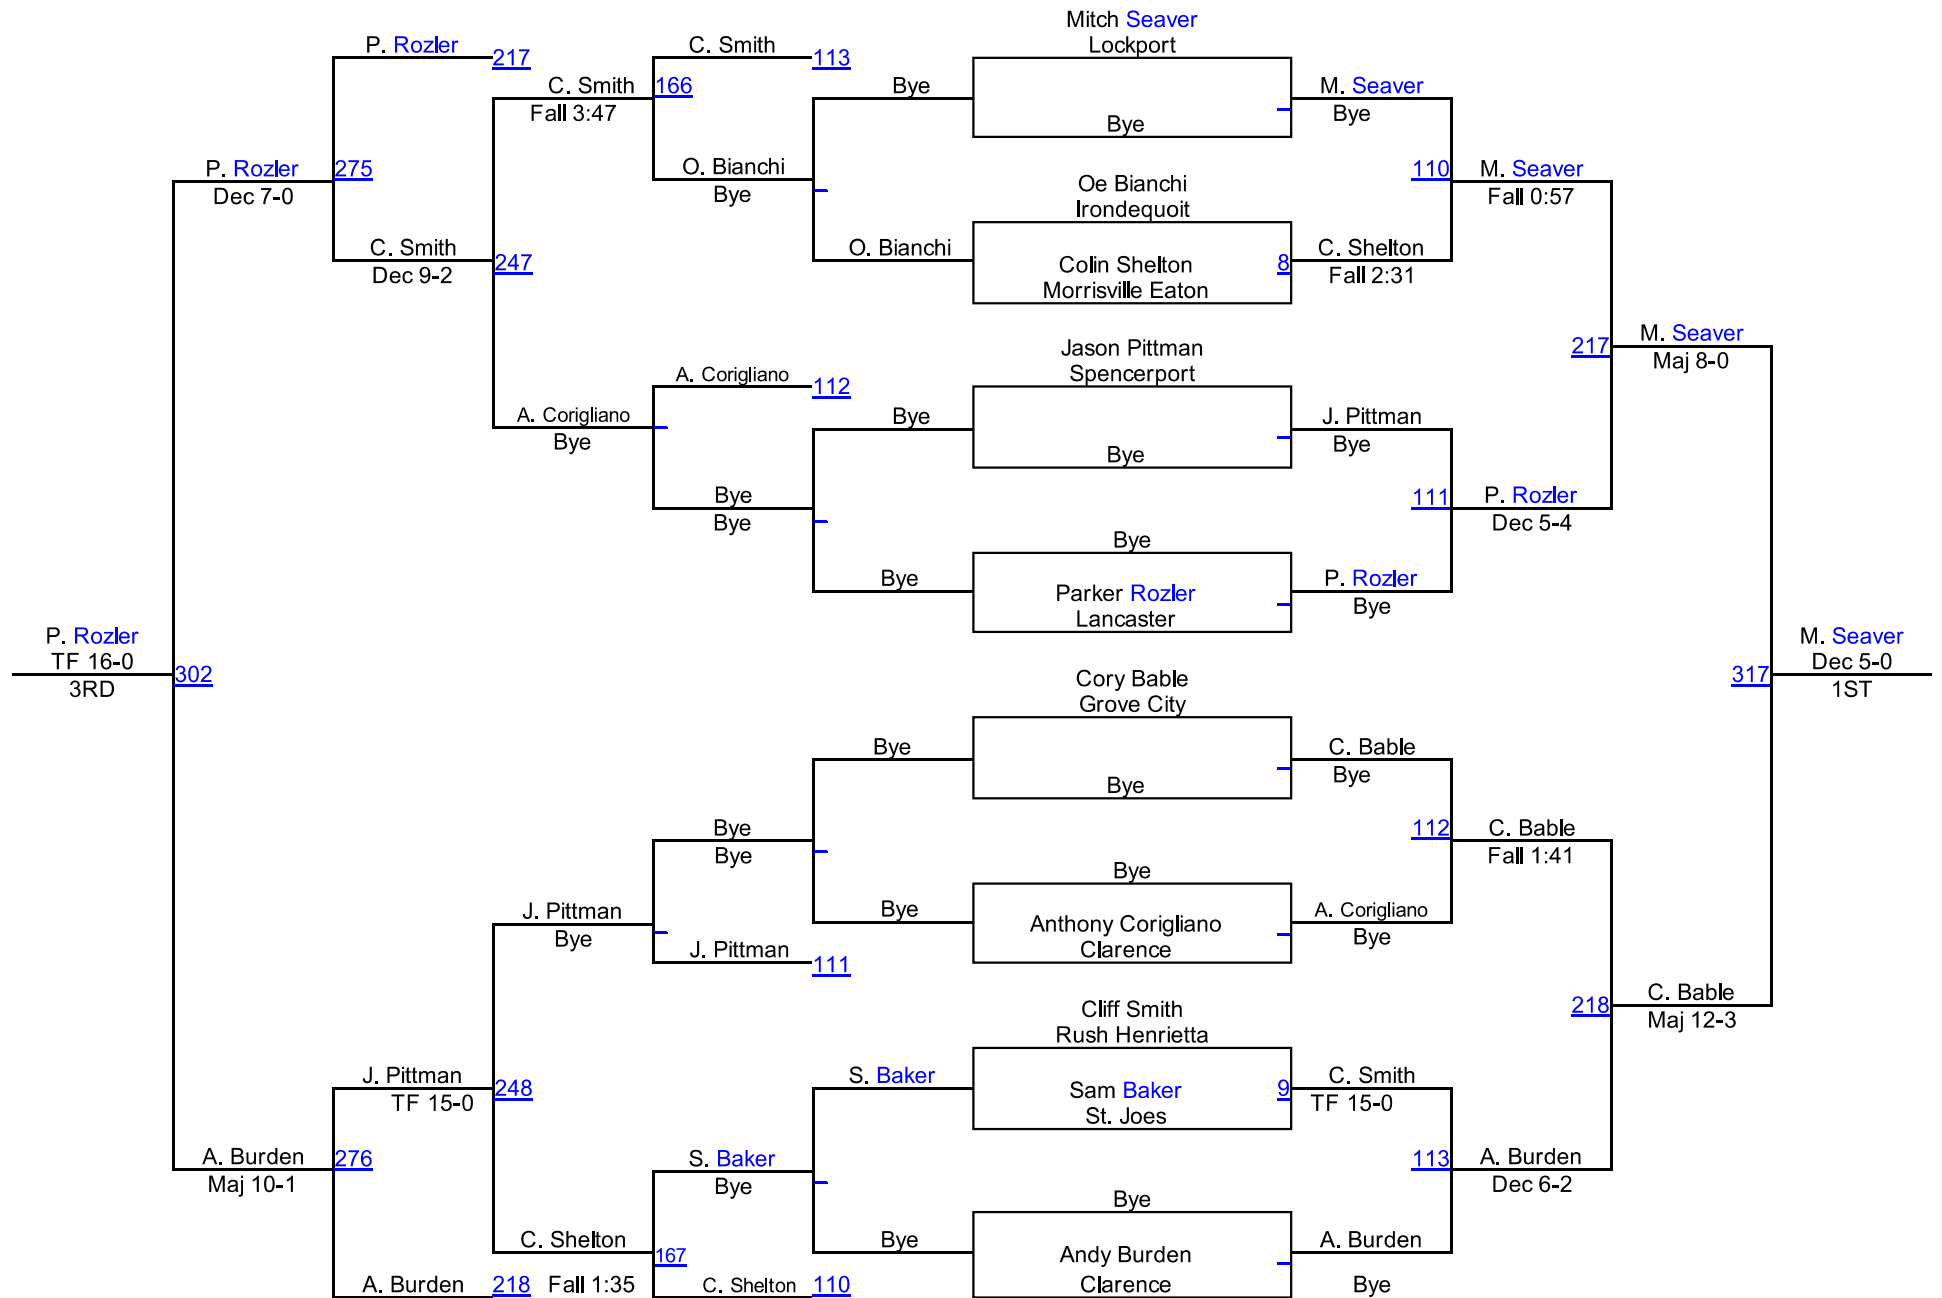 Mitch Seaver
P. Rozler
C. Smith
Lockport
217
113
C. Smith
166
Bye
M. Seaver
Fall 3:47
Bye
Bye
P. Rozler
275
O. Bianchi
110
M. Seaver
Dec 7-0
Bye
Oe Bianchi
Fall 0:57
Irondequoit
C. Smith
O. Bianchi
C. Shelton
Dec 9-2
247
Colin Shelton
8
Fall 2:31
Morrisville Eaton
Jason Pittman
217
M. Seaver
A. Corigliano
112
Spencerport
Maj 8-0
A. Corigliano
Bye
J. Pittman
Bye
Bye
Bye
Bye
111
P. Rozler
Bye
Bye
Dec 5-4
Bye
Parker Rozler
P. Rozler
Lancaster
Bye
P. Rozler
M. Seaver
TF 16-0
302
Cory Bable
317
Dec 5-0
3RD
Grove City
1ST
Bye
C. Bable
Bye
Bye
Bye
112
C. Bable
Bye
Bye
Fall 1:41
J. Pittman
Bye
Anthony Corigliano
A. Corigliano
Bye
J. Pittman
111
Clarence
Bye
Cliff Smith
218
C. Bable
Rush Henrietta
Maj 12-3
J. Pittman
248
S. Baker
Sam Baker
9
C. Smith
TF 15-0
St. Joes
TF 15-0
A. Burden
276
S. Baker
113
A. Burden
Maj 10-1
Bye
Bye
Dec 6-2
C. Shelton
167
Bye
Andy Burden
A. Burden
A. Burden
218
Fall 1:35
C. Shelton
110
Clarence
Bye